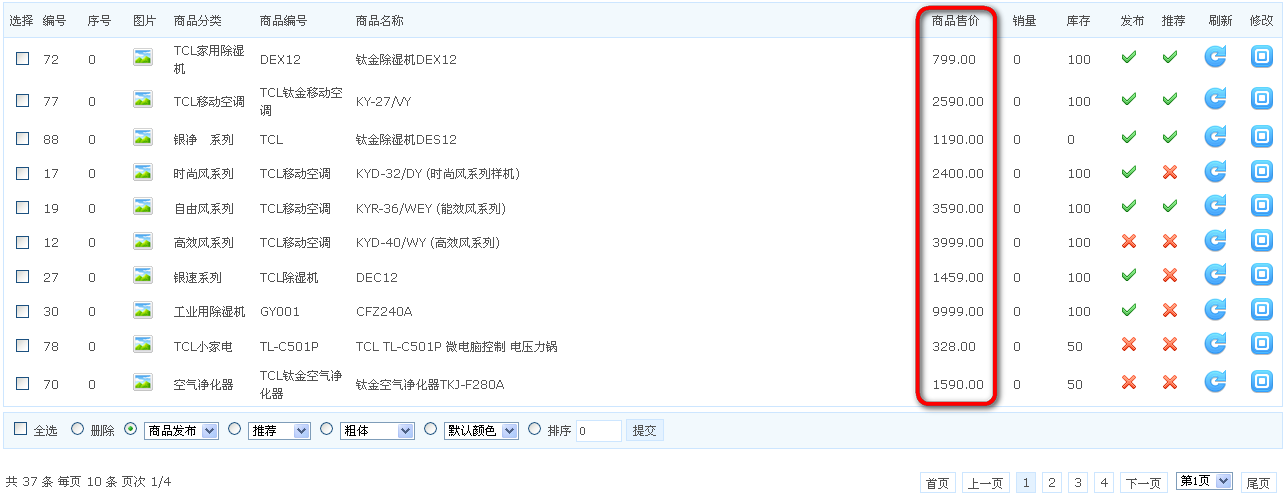 选择 编号 序号 图片 商品分类 商品编号 商品名称 商品售价 销量 库存 发布 推荐 刷新 修改
72 0 TCL家用除湿机 DEX12 钛金除湿机DEX12 799.00 0 100
77 0 TCL移动空调 TCL钛金移动空调 KY-27/VY 2590.00 0 100
88 0 银净 系列 TCL 钛金除湿机DES12 1190.00 0 0
17 0 时尚风系列 TCL移动空调 KYD-32/DY (时尚风系列样机) 2400.00 0 100
19 0 自由风系列 TCL移动空调 KYR-36/WEY (能效风系列) 3590.00 0 100
12 0 高效风系列 TCL移动空调 KYD-40/WY (高效风系列) 3999.00 0 100
27 0 银速系列 TCL除湿机 DEC12 1459.00 0 100
30 0 工业用除湿机 GY001 CFZ240A 9999.00 0 100
78 0 TCL小家电 TL-C501P TCL TL-C501P 微电脑控制 电压力锅 328.00 0 50
70 0 空气净化器 TCL钛金空气净化器 钛金空气净化器TKJ-F280A 1590.00 0 50
全选 删除 商品发布 推荐 粗体 默认颜色 排序 0 提交
共 37 条 每页 10 条 页次 1/4 首页 上一页 1 2 3 4 下一页 第1页 尾页